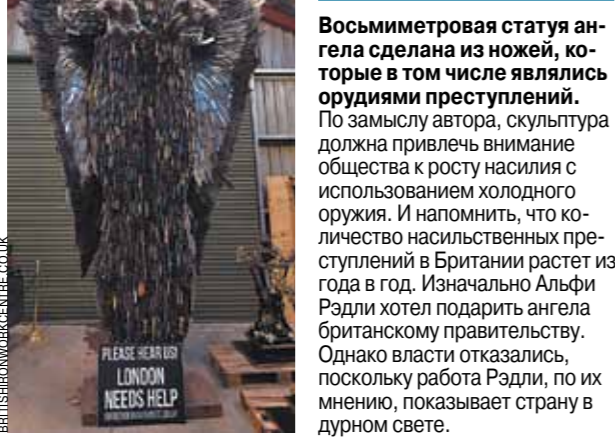 Восьмиметровая статуя ан-
гела сделана из ножей, ко-
торые в том числе являлись
орудиями преступлений.
По замыслу автора, скульптура
должна привлечь внимание
общества к росту насилия с
использованием холодного
оружия. И напомнить, что ко-
личество насильственных пре-
ступлений в Британии растет из
года в год. Изначально Альфи
Рэдли хотел подарить ангела
британскому правительству.
Однако власти отказались,
поскольку работа Рэдли, по их
мнению, показывает страну в
дурном свете.
BRITISHIRONWORKCENTRE.CO.UK
PLEASE HEAR US!
LONDON
NEEDS HELP